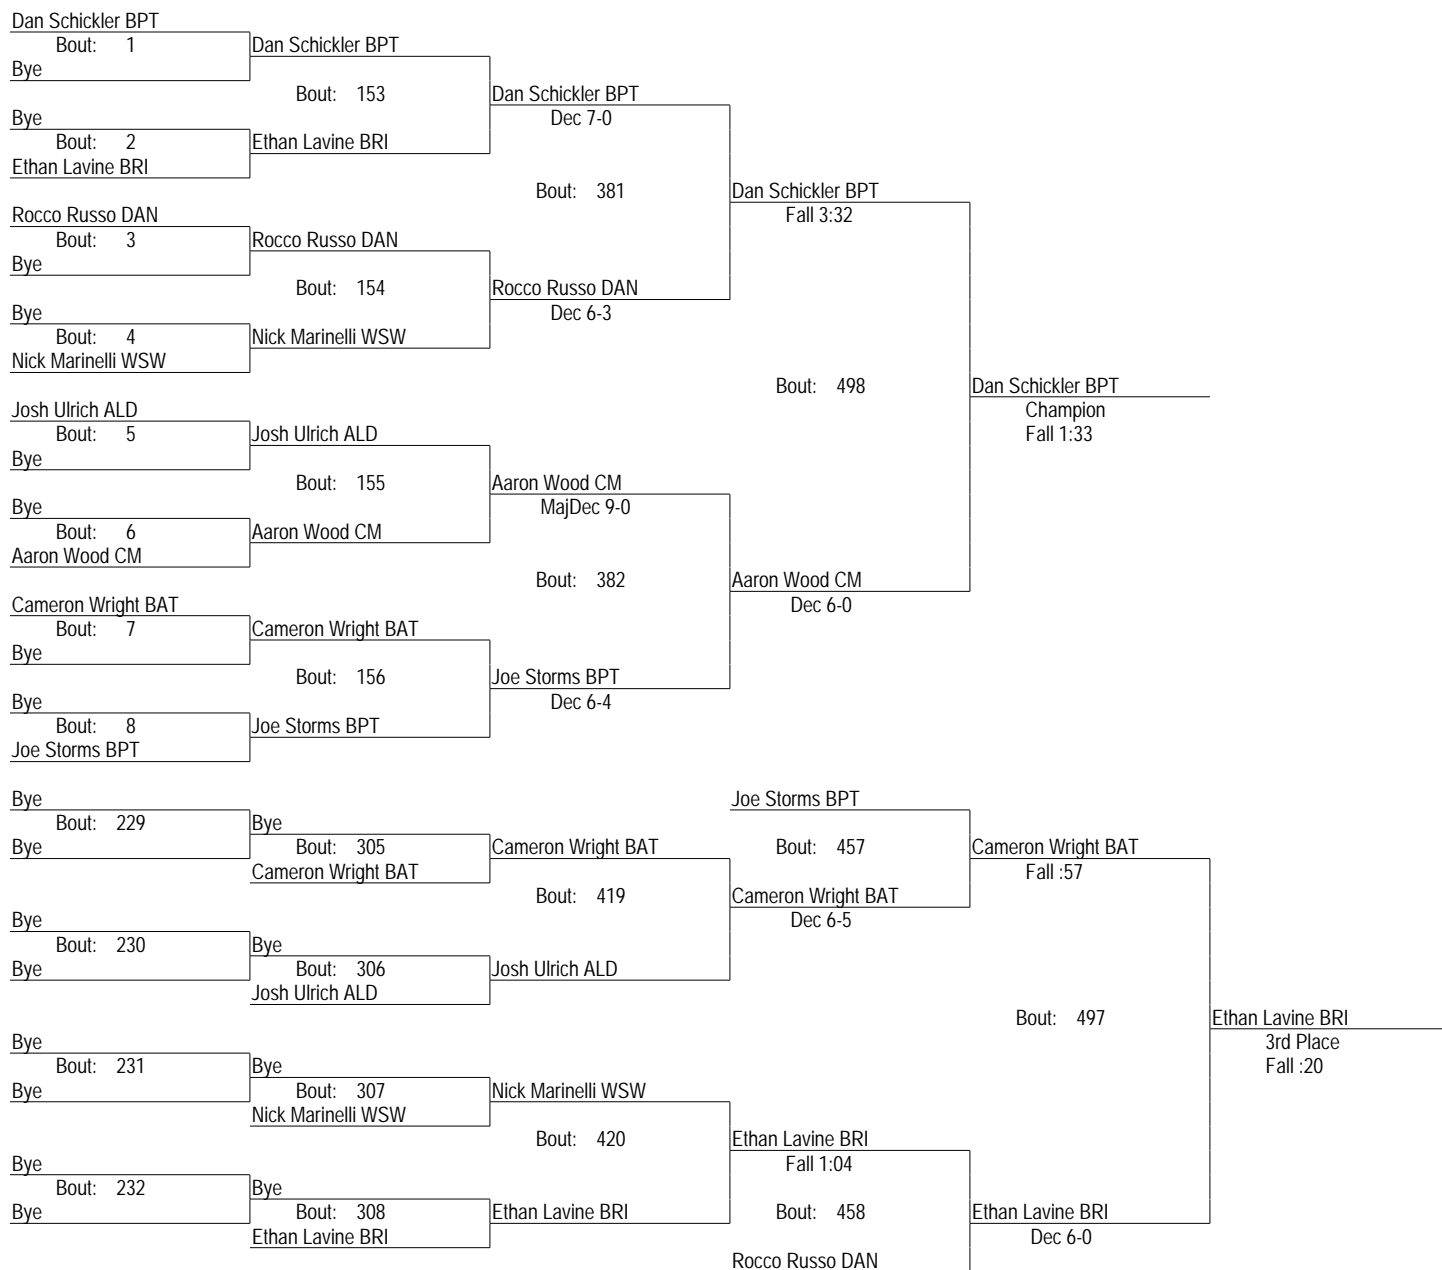 Dan Schickler BPT
Bout: 1 Dan Schickler BPT
Bye
Bout: 153 Dan Schickler BPT
Bye Dec 7-0
Bout: 2 Ethan Lavine BRI
Ethan Lavine BRI
Bout: 381 Dan Schickler BPT
Rocco Russo DAN Fall 3:32
Bout: 3 Rocco Russo DAN
Bye
Bout: 154 Rocco Russo DAN
Bye Dec 6-3
Bout: 4 Nick Marinelli WSW
Nick Marinelli WSW
Bout: 498 Dan Schickler BPT
Josh Ulrich ALD Champion
Bout: 5 Josh Ulrich ALD Fall 1:33
Bye
Bout: 155 Aaron Wood CM
Bye MajDec 9-0
Bout: 6 Aaron Wood CM
Aaron Wood CM
Bout: 382 Aaron Wood CM
Cameron Wright BAT Dec 6-0
Bout: 7 Cameron Wright BAT
Bye
Bout: 156 Joe Storms BPT
Bye Dec 6-4
Bout: 8 Joe Storms BPT
Joe Storms BPT
Bye Joe Storms BPT
Bout: 229 Bye
Bye Bout: 305 Cameron Wright BAT Bout: 457 Cameron Wright BAT
Cameron Wright BAT Fall :57
Bout: 419 Cameron Wright BAT
Bye Dec 6-5
Bout: 230 Bye
Bye Bout: 306 Josh Ulrich ALD
Josh Ulrich ALD
Bout: 497 Ethan Lavine BRI
Bye 3rd Place
Bout: 231 Bye Fall :20
Bye Bout: 307 Nick Marinelli WSW
Nick Marinelli WSW
Bout: 420 Ethan Lavine BRI
Bye Fall 1:04
Bout: 232 Bye
Bye Bout: 308 Ethan Lavine BRI Bout: 458 Ethan Lavine BRI
Ethan Lavine BRI Dec 6-0
Rocco Russo DAN